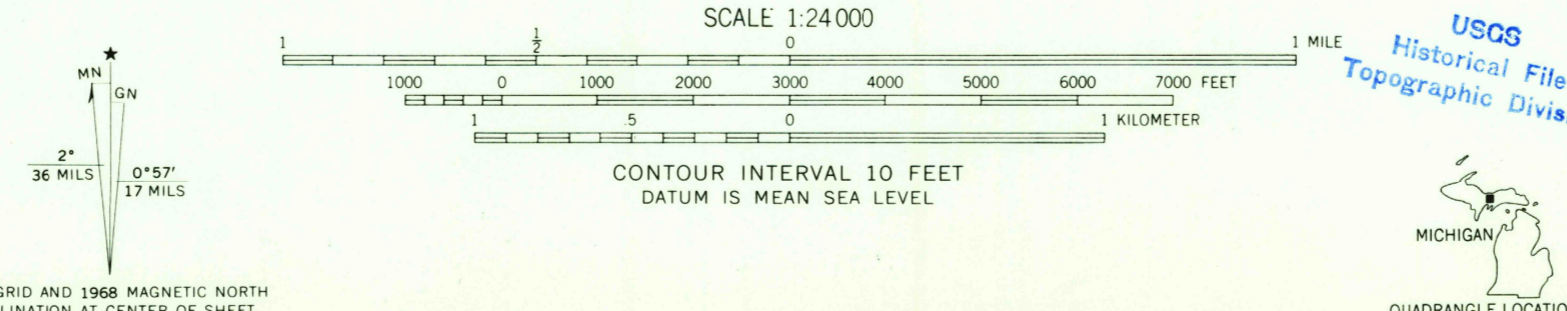 SCALE 1:24 000
1 ½ 0 1 MILE
1000 0 1000 2000 3000 4000 5000 6000 7000 FEET
1 .5 0 1 KILOMETER
CONTOUR INTERVAL 10 FEET
DATUM IS MEAN SEA LEVEL
★
MN
GN
2°
36 MILS
0°57′
17 MILS
GRID AND 1968 MAGNETIC NORTH
LINATION AT CENTER OF SHEET
USGS
Historical File
Topographic Divis
MICHIGAN
QUADRANGLE LOCATIO